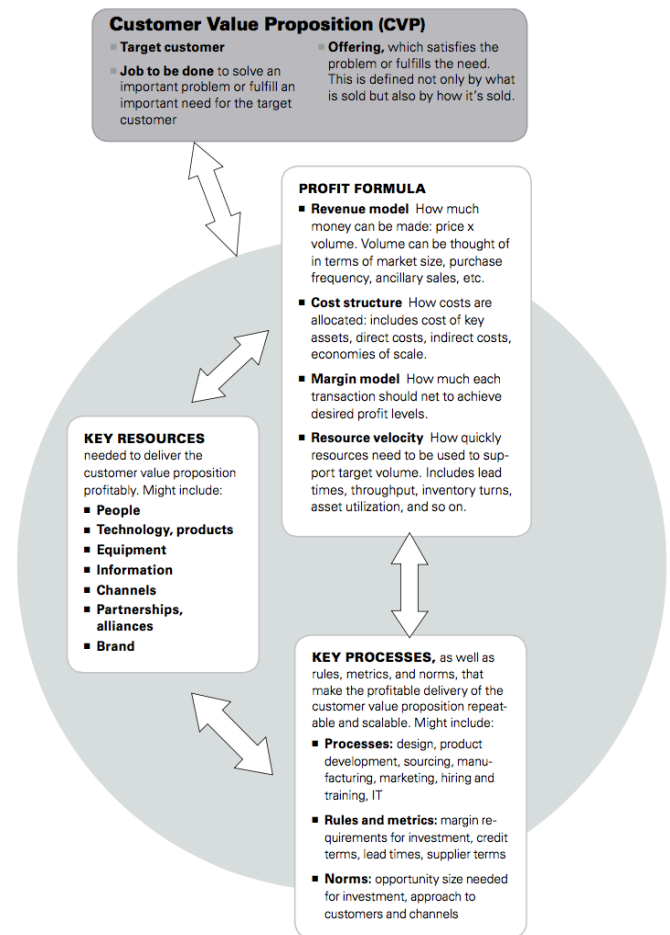 Customer Value Proposition (CVP)
■ Target customer
■ Job to be done to solve an
important problem or fulfill an
important need for the target
customer
■ Offering, which satisfies the
problem or fulfills the need.
This is defined not only by what
is sold but also by how it's sold.
PROFIT FORMULA
■ Revenue model How much
money can be made: price x
volume. Volume can be thought of
in terms of market size, purchase
frequency, ancillary sales, etc.
■ Cost structure How costs are
allocated: includes cost of key
assets, direct costs, indirect costs,
economies of scale.
■ Margin model How much each
transaction should net to achieve
desired profit levels.
■ Resource velocity How quickly
resources need to be used to sup-
port target volume. Includes lead
times, throughput, inventory turns,
asset utilization, and so on.
KEY RESOURCES
needed to deliver the
customer value proposition
profitably. Might include:
■ People
■ Technology, products
■ Equipment
■ Information
■ Channels
■ Partnerships,
alliances
■ Brand
KEY PROCESSES, as well as
rules, metrics, and norms, that
make the profitable delivery of the
customer value proposition repeat-
able and scalable. Might include:
■ Processes: design, product
development, sourcing, manu-
facturing, marketing, hiring and
training, IT
■ Rules and metrics: margin re-
quirements for investment, credit
terms, lead times, supplier terms
■ Norms: opportunity size needed
for investment, approach to
customers and channels